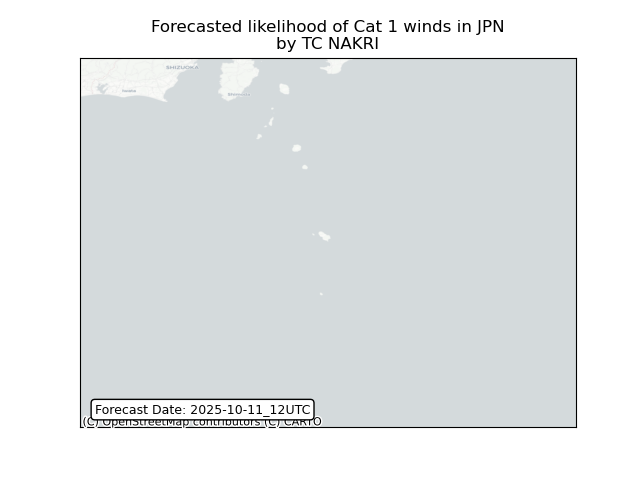 Forecasted likelihood of Cat 1 winds in JPN
by TC NAKRI
SHIZUOKA
Forecast Date: 2025-10-11_12UTC
(C) OpenStreetMap contributors (C) CARTO